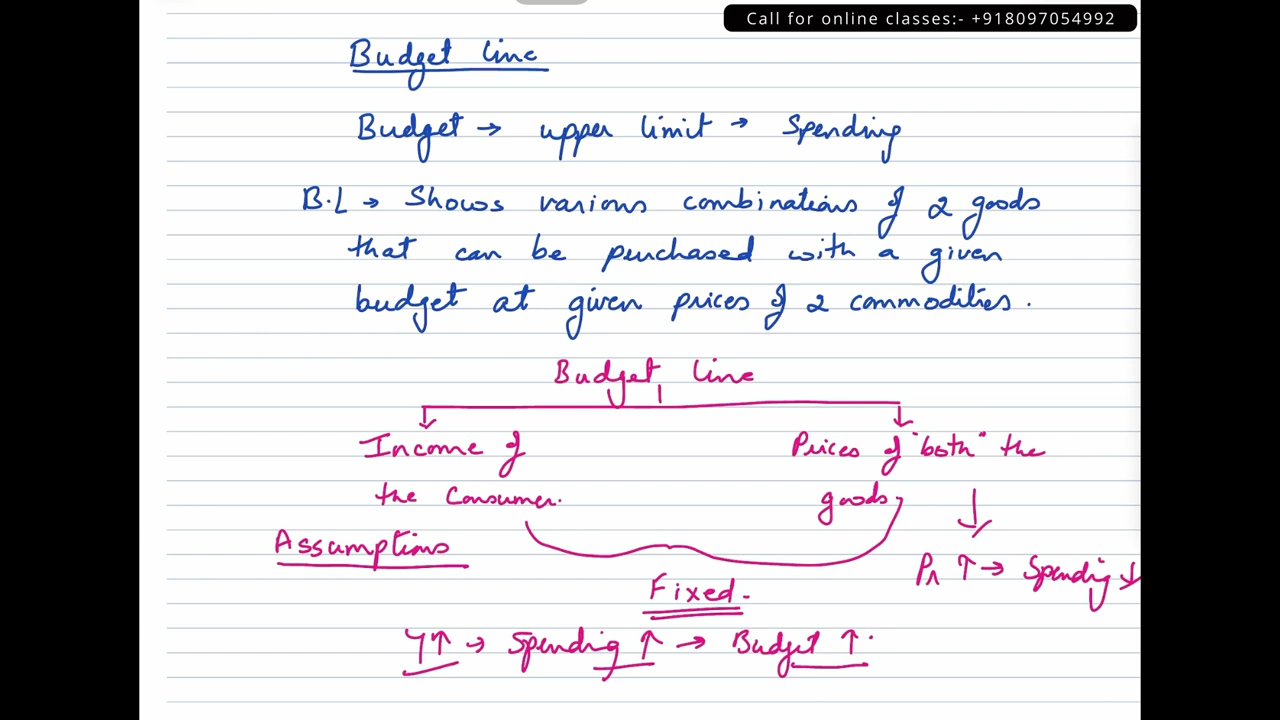 Call for online classes:- +918097054992
Budget line
Budget → upper limit → Spending
B.L → Shows various combinations of 2 goods
that can be purchased with a given
budget at given prices of 2 commodities.
Budget line
Income of
the Consumer.
Prices of "both" the
goods
Assumptions
Fixed.
P↑ → Spending ↓
Y↑ → Spending ↑ → Budget ↑.